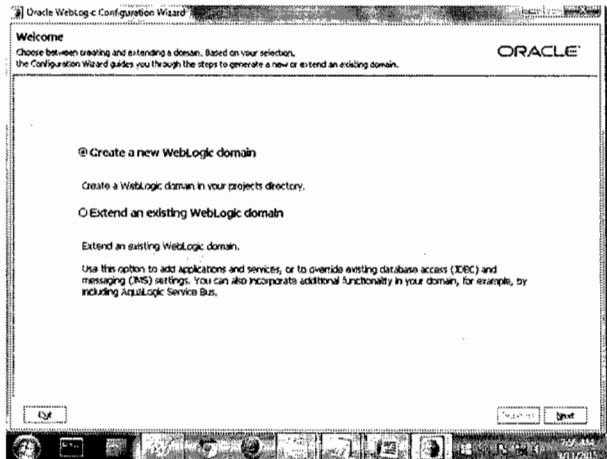 Oracle WebLogic Configuration Wizard
Welcome
Choose between creating and extending a domain. Based on your selection,
the Configuration Wizard guides you through the steps to generate a new or extend an existing domain.
ORACLE
Create a new WebLogic domain
Create a WebLogic domain in your projects directory.
Extend an existing WebLogic domain
Extend an existing WebLogic domain.
Use this option to add applications and services, or to override existing database access (JDBC) and
messaging (JMS) settings. You can also incorporate additional functionality in your domain, for example, by
including AquaLogic Service Bus.
Exit
Next